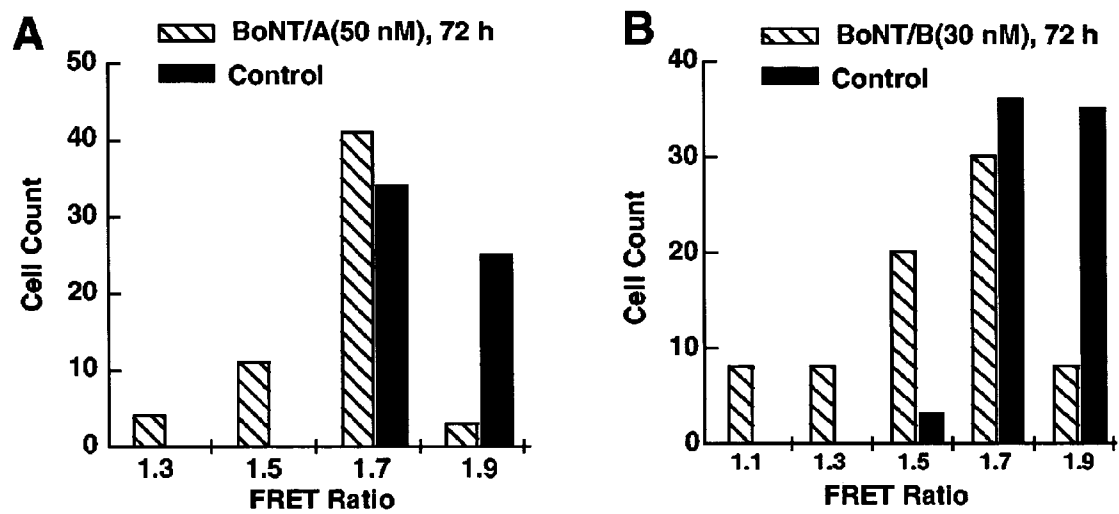 A
BoNT/A(50 nM), 72 h
Control
50
40
30
20
10
0
Cell Count
1.3 1.5 1.7 1.9
FRET Ratio
B
BoNT/B(30 nM), 72 h
Control
40
30
20
10
0
Cell Count
1.1 1.3 1.5 1.7 1.9
FRET Ratio